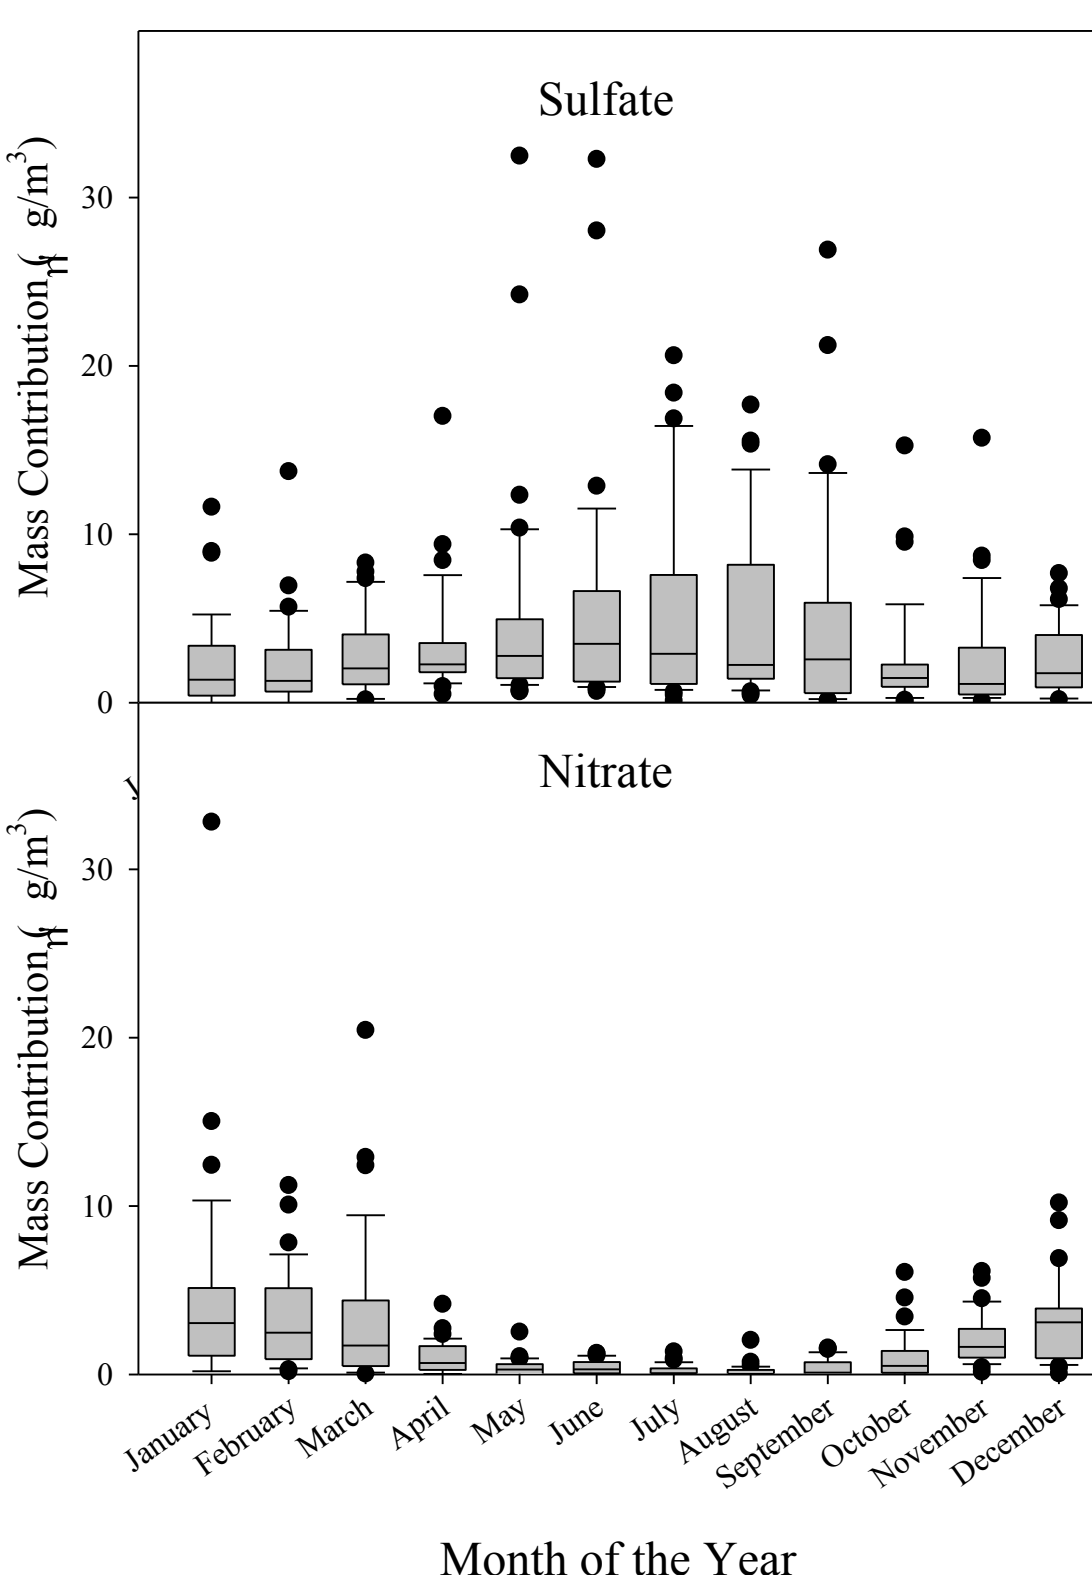 Sulfate
Mass Contribution ( g/m3)
30
20
10
0
Nitrate
J
Mass Contribution ( g/m3)
30
20
10
0
January
February
March
April
May
June
July
August
September
October
November
December
Month of the Year